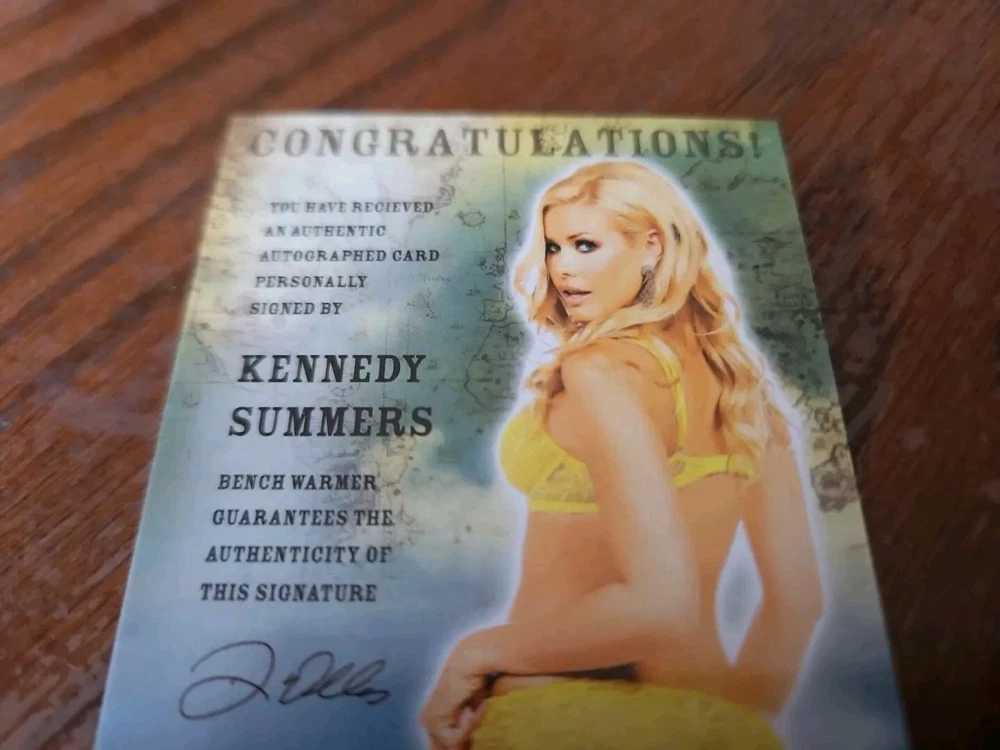 CONGRATULATIONS!
YOU HAVE RECIEVED
AN AUTHENTIC
AUTOGRAPHED CARD
PERSONALLY
SIGNED BY
KENNEDY
SUMMERS
BENCH WARMER
GUARANTEES THE
AUTHENTICITY OF
THIS SIGNATURE